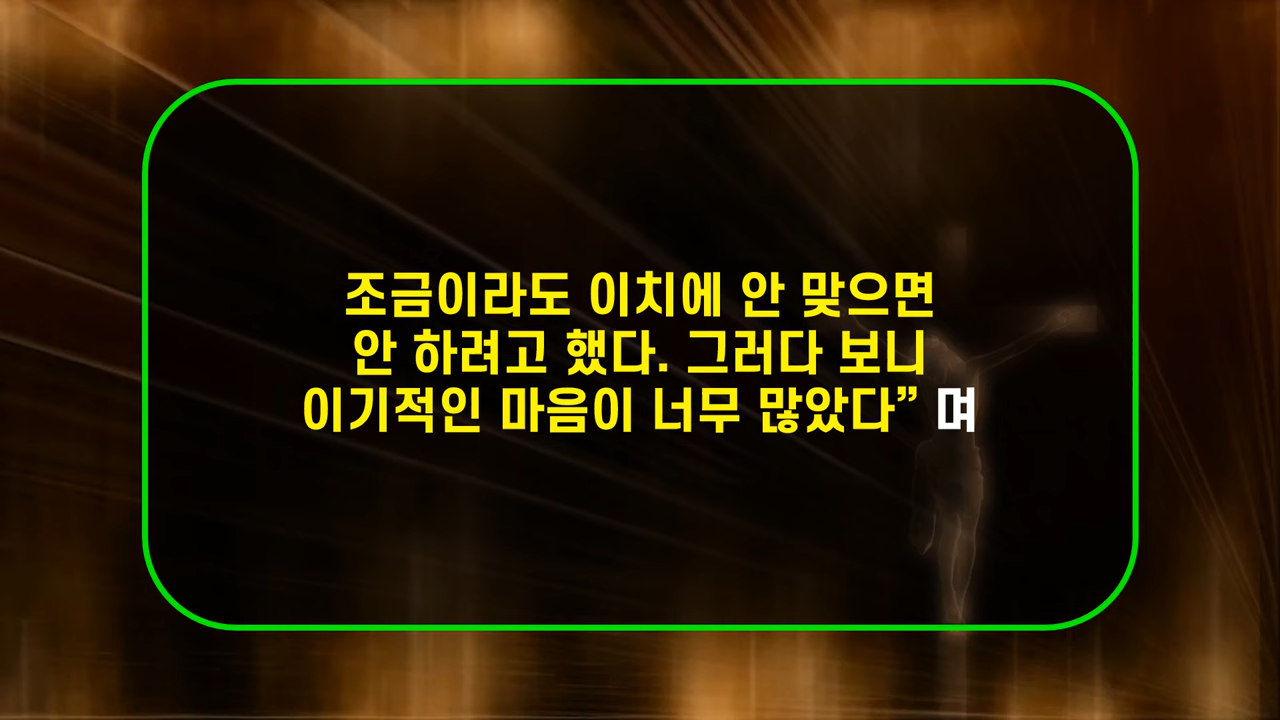 조금이라도 이치에 안 맞으면
안 하려고 했다. 그러다 보니
이기적인 마음이 너무 많았다” 며